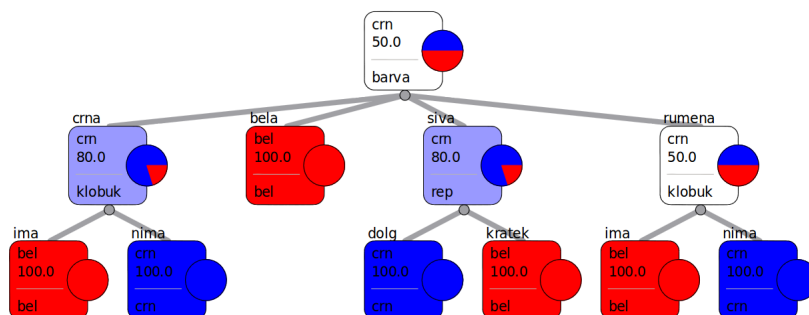 crn
50.0
barva
crna
bela
siva
rumena
crn
80.0
klobuk
bel
100.0
bel
crn
80.0
rep
crn
50.0
klobuk
ima
nima
dolg
kratek
ima
nima
bel
100.0
bel
crn
100.0
crn
crn
100.0
crn
bel
100.0
bel
bel
100.0
bel
crn
100.0
crn